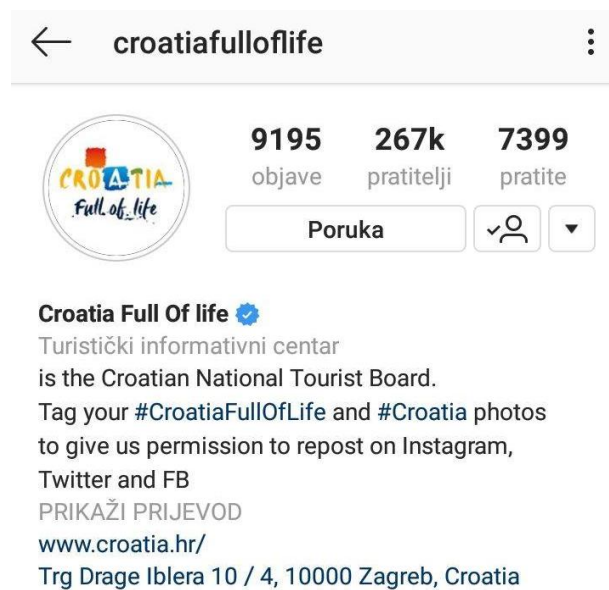 croatiafulloflife
CROATIA
Full of life
9195 267k 7399
objave pratitelji pratite
Poruka
Croatia Full Of life
Turistički informativni centar
is the Croatian National Tourist Board.
Tag your #CroatiaFullOfLife and #Croatia photos
to give us permission to repost on Instagram,
Twitter and FB
PRIKAŽI PRIJEVOD
www.croatia.hr/
Trg Drage Iblera 10 / 4, 10000 Zagreb, Croatia